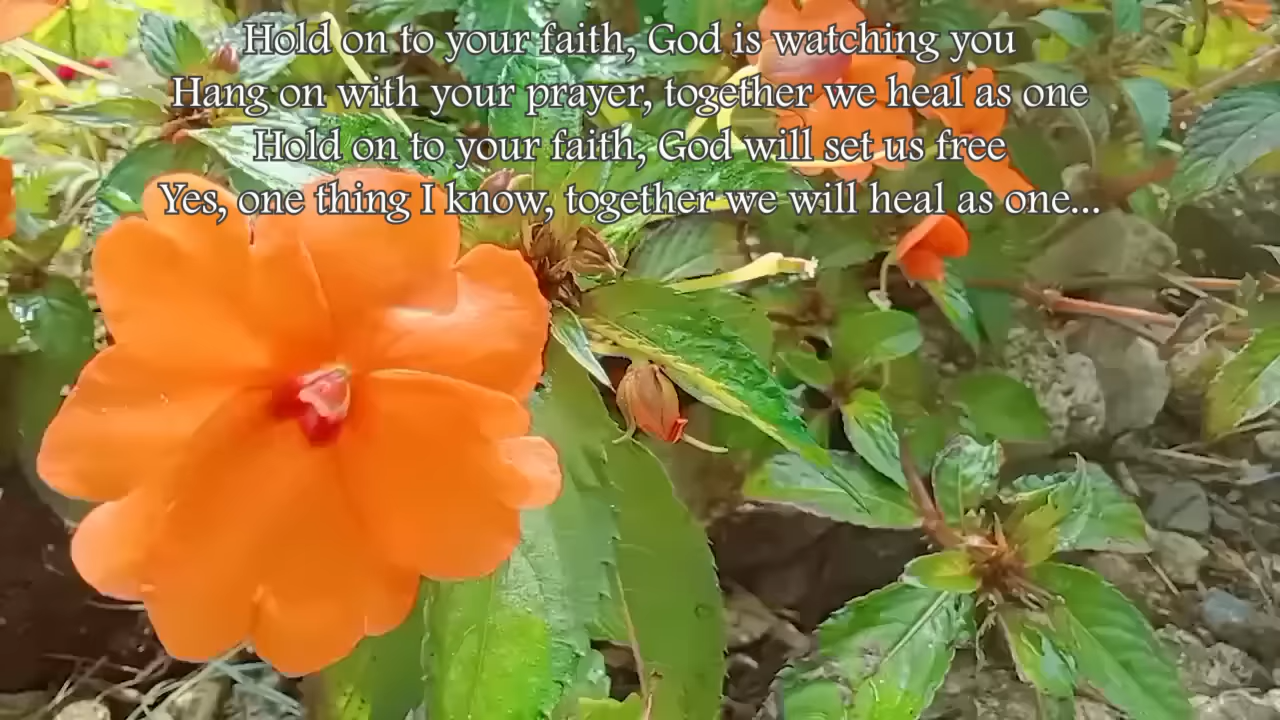 Hold on to your faith, God is watching you
Hang on with your prayer, together we heal as one
Hold on to your faith, God will set us free
Yes, one thing I know, together we will heal as one...